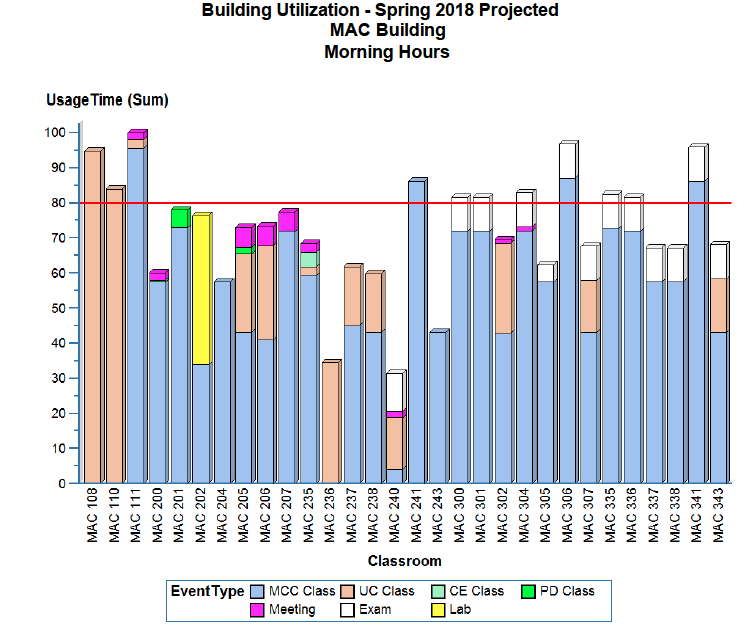 Building Utilization - Spring 2018 Projected
MAC Building
Morning Hours
UsageTime (Sum)
100
90
80
70
60
50
40
30
20
10
0
MAC 108
MAC 110
MAC 111
MAC 200
MAC 201
MAC 202
MAC 204
MAC 205
MAC 206
MAC 207
MAC 235
MAC 236
MAC 237
MAC 238
MAC 240
MAC 241
MAC 243
MAC 300
MAC 301
MAC 302
MAC 304
MAC 305
MAC 306
MAC 307
MAC 335
MAC 336
MAC 337
MAC 338
MAC 341
MAC 343
Classroom
EventType MCC Class UC Class CE Class PD Class
Meeting Exam Lab